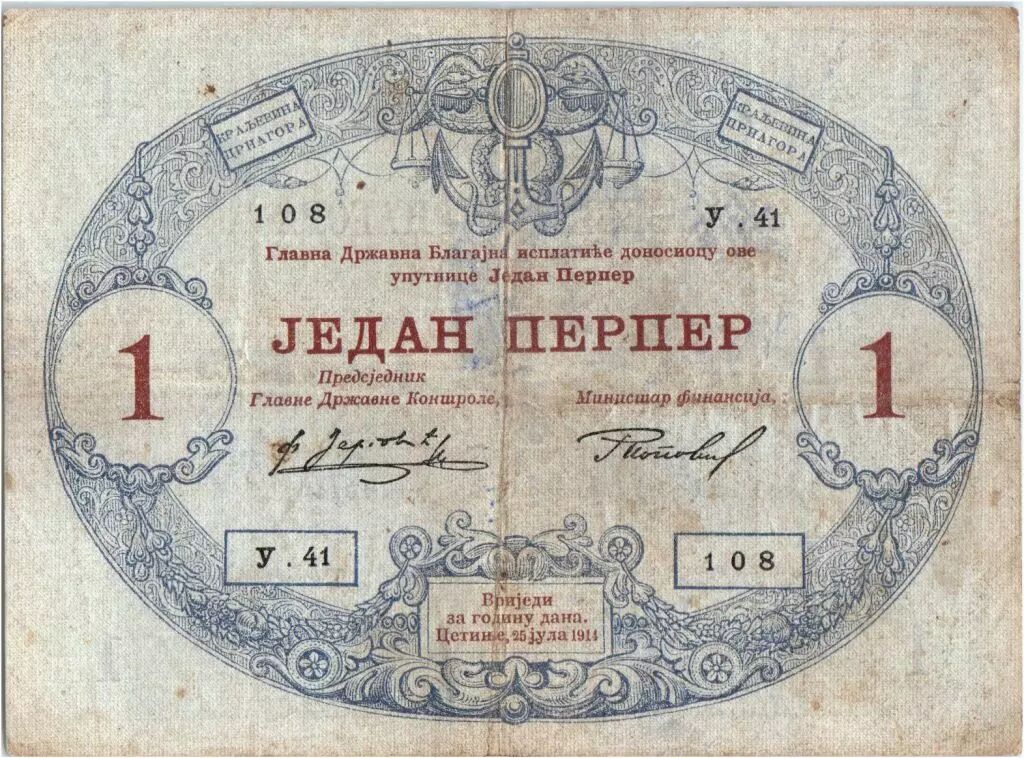 КРАЉЕВИНА
ЦРНАГОРА
КРАЉЕВИНА
ЦРНАГОРА
108
У . 41
Главна Државна Благајна исплатиће доносиоцу ове
упутнице Један Перпер
ЈЕДАН ПЕРПЕР
1
1
Предсједник
Главне Државне Контроле,
Министар финансија,
У . 41
108
Вриједи
за годину дана.
Цетиње, 25 јула 1914